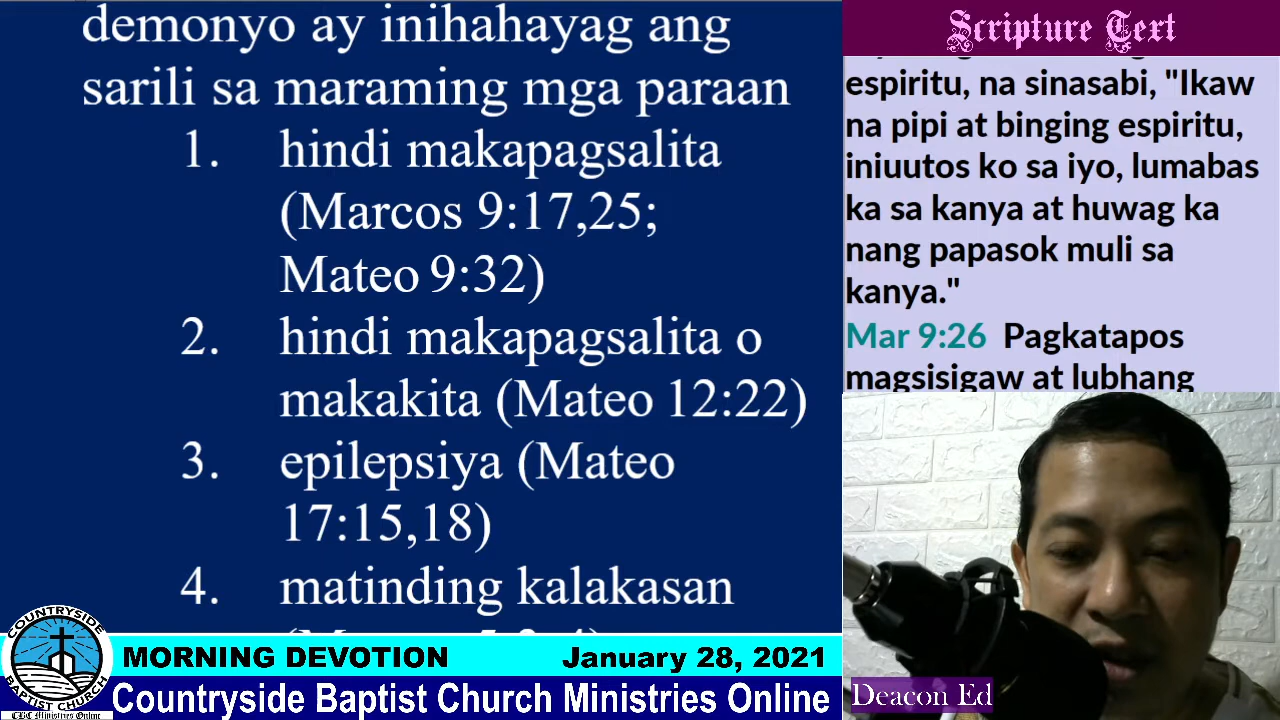 demonyo ay inihahayag ang
sarili sa maraming mga paraan
1. hindi makapagsalita
(Marcos 9:17,25;
Mateo 9:32)
2. hindi makapagsalita o
makakita (Mateo 12:22)
3. epilepsiya (Mateo
17:15,18)
4. matinding kalakasan
Scripture Text
espiritu, na sinasabi, "Ikaw
na pipi at binging espiritu,
iniuutos ko sa iyo, lumabas
ka sa kanya at huwag ka
nang papasok muli sa
kanya."
Mar 9:26 Pagkatapos
magsisigaw at lubhang
COUNTRYSIDE
BAPTIST CHURCH
CBC Ministries Online
MORNING DEVOTION January 28, 2021
Countryside Baptist Church Ministries Online
Deacon Ed